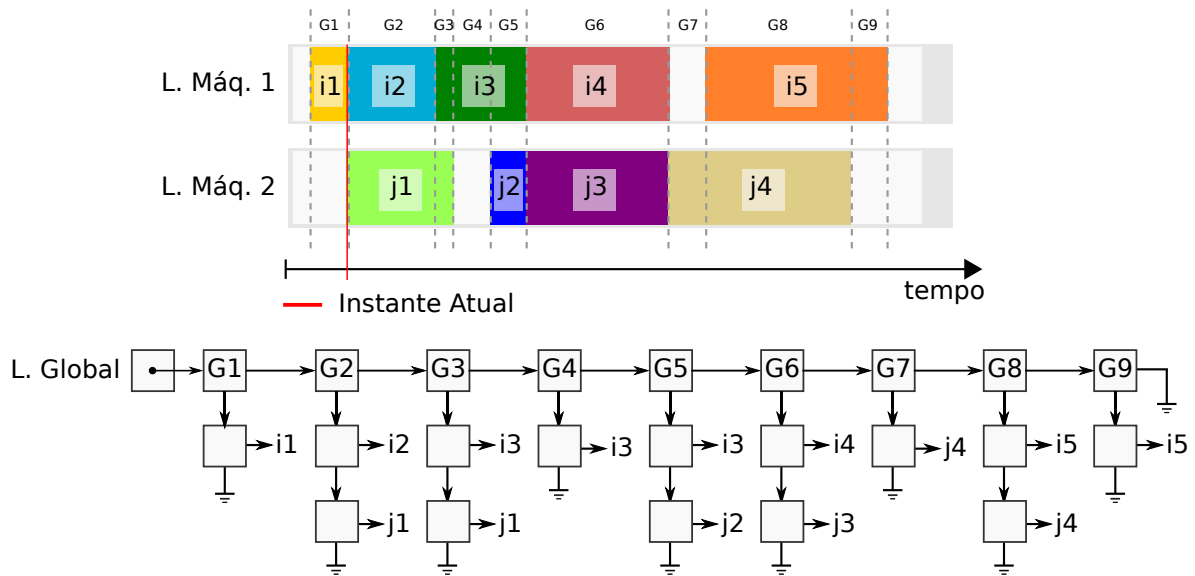 G1 G2 G3 G4 G5 G6 G7 G8 G9
L. Máq. 1 i1 i2 i3 i4 i5
L. Máq. 2 j1 j2 j3 j4
tempo
Instante Atual
L. Global G1 G2 G3 G4 G5 G6 G7 G8 G9
i1 i2 i3 i3 i3 i4 j4 i5 i5
j1 j1 j2 j3 j4